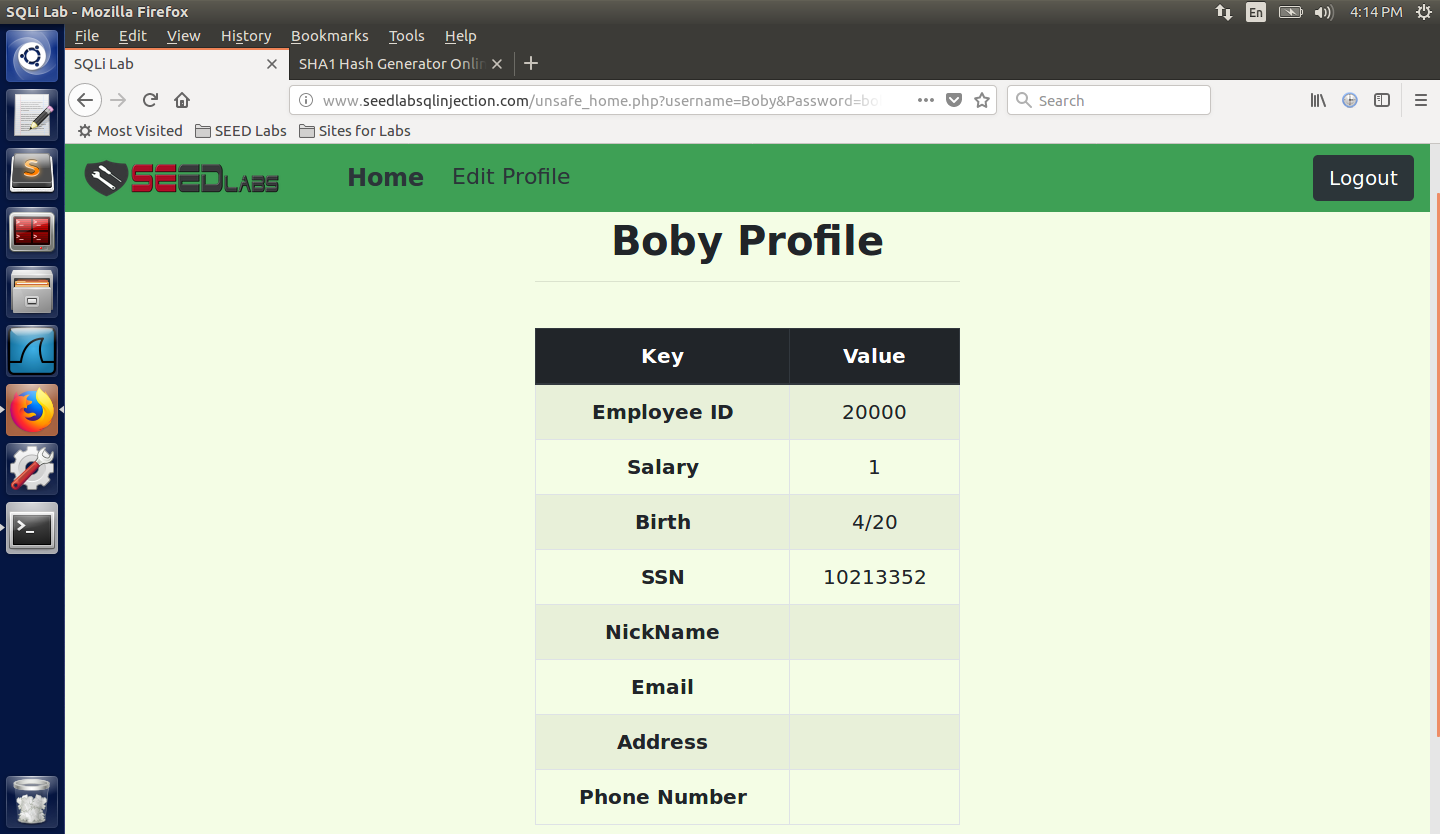 SQLi Lab - Mozilla Firefox
En
4:14 PM
File Edit View History Bookmarks Tools Help
SQLi Lab
SHA1 Hash Generator Onlin
www.seedlabsqlinjection.com/unsafe_home.php?username=Boby&Password=bo
Search
Most Visited SEED Labs Sites for Labs
SEEDLABS
Home Edit Profile
Logout
Boby Profile
Key Value
Employee ID 20000
Salary 1
Birth 4/20
SSN 10213352
NickName
Email
Address
Phone Number